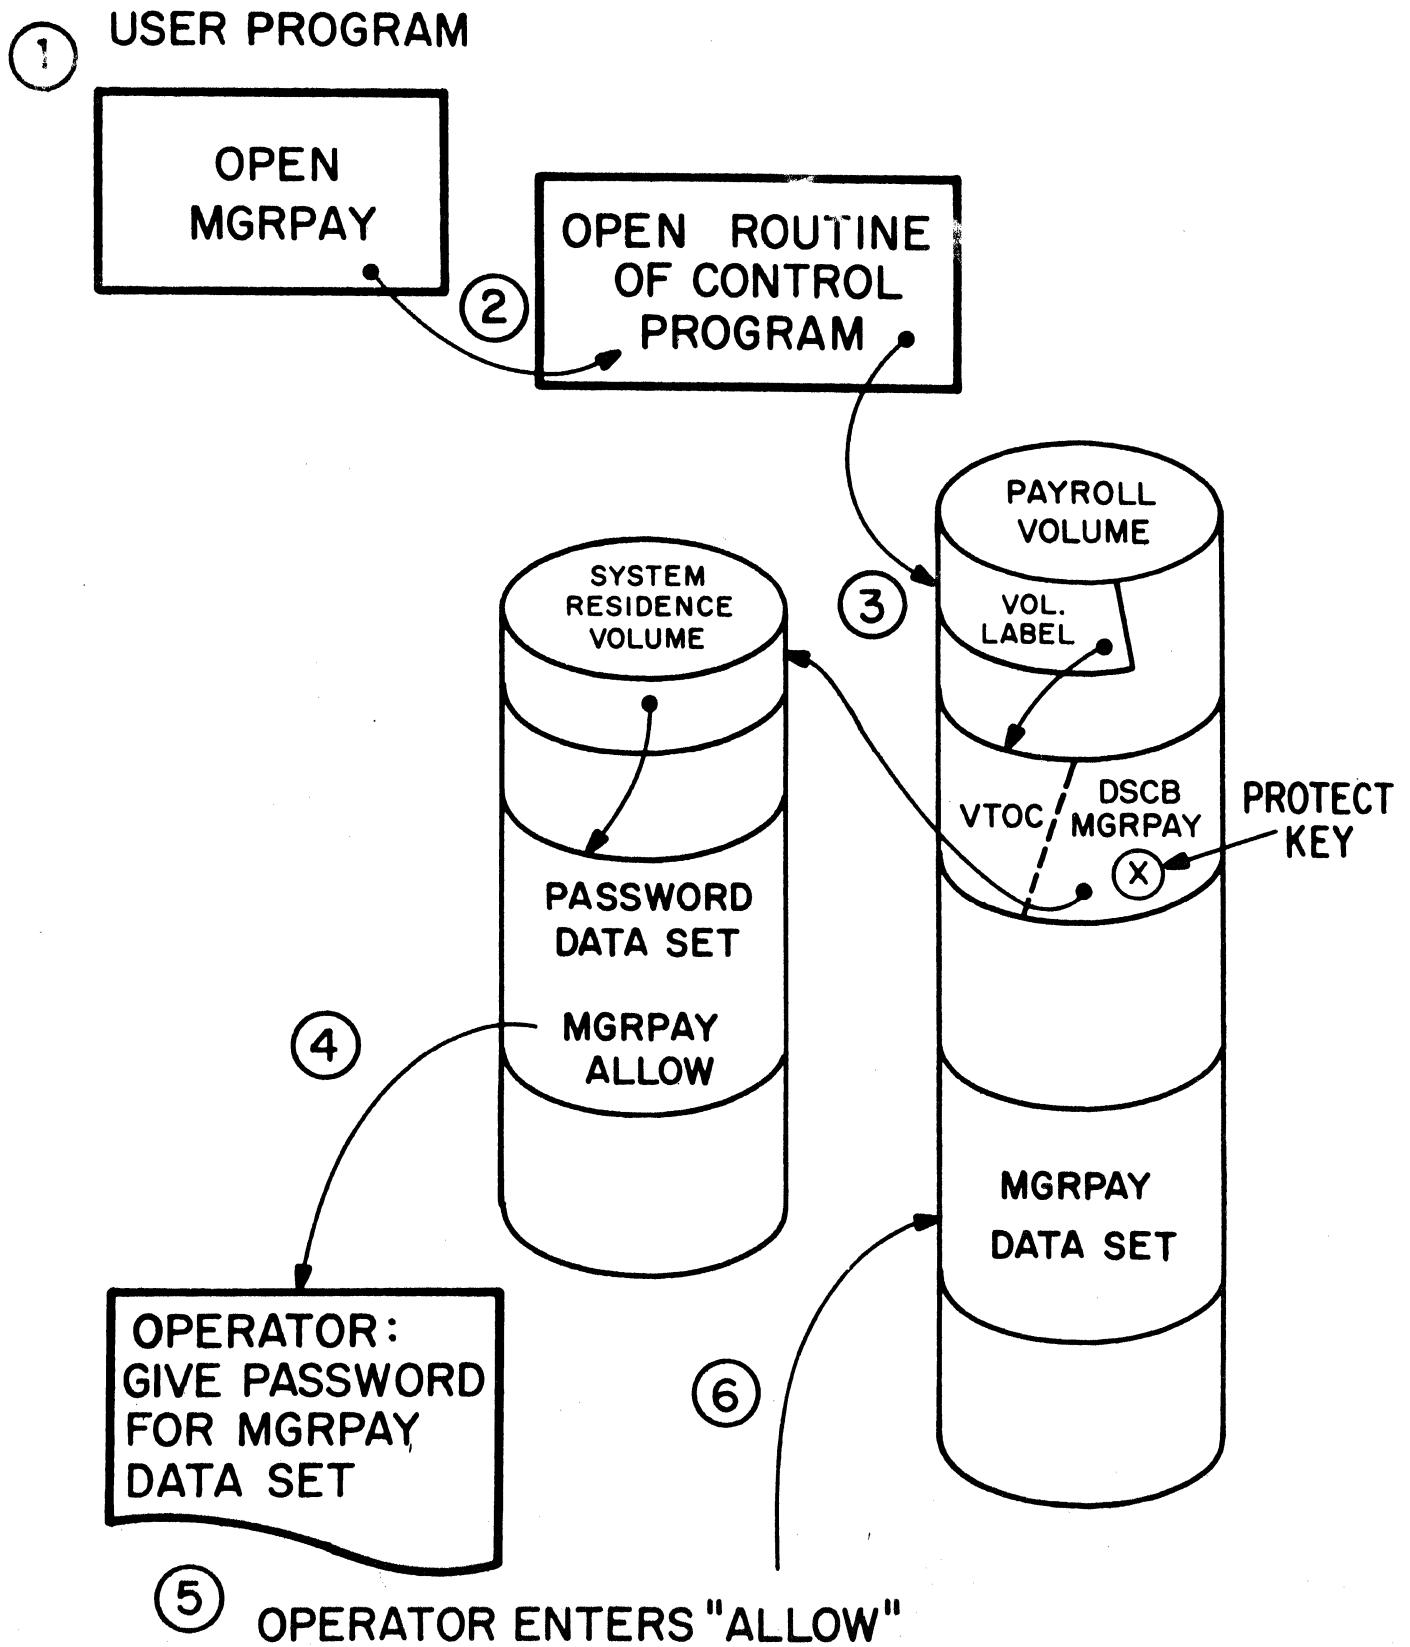 1
USER PROGRAM
OPEN
MGRPAY
2
OPEN ROUTINE
OF CONTROL
PROGRAM
3
PAYROLL
VOLUME
VOL.
LABEL
VTOC
DSCB
MGRPAY
X
PROTECT
KEY
SYSTEM
RESIDENCE
VOLUME
PASSWORD
DATA SET
MGRPAY
ALLOW
4
MGRPAY
DATA SET
OPERATOR:
GIVE PASSWORD
FOR MGRPAY
DATA SET
6
5
OPERATOR ENTERS "ALLOW"